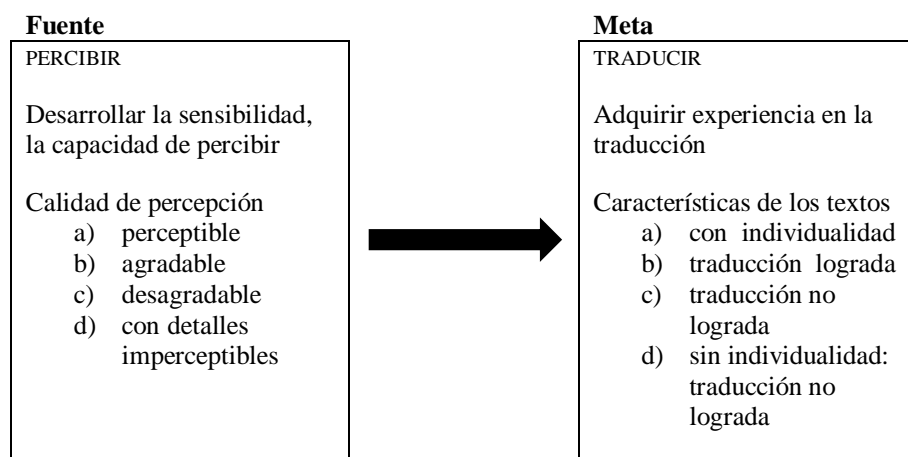 Fuente
PERCIBIR
Desarrollar la sensibilidad,
la capacidad de percibir
Calidad de percepción
a) perceptible
b) agradable
c) desagradable
d) con detalles
imperceptibles
Meta
TRADUCIR
Adquirir experiencia en la
traducción
Características de los textos
a) con individualidad
b) traducción lograda
c) traducción no
lograda
d) sin individualidad:
traducción no
lograda